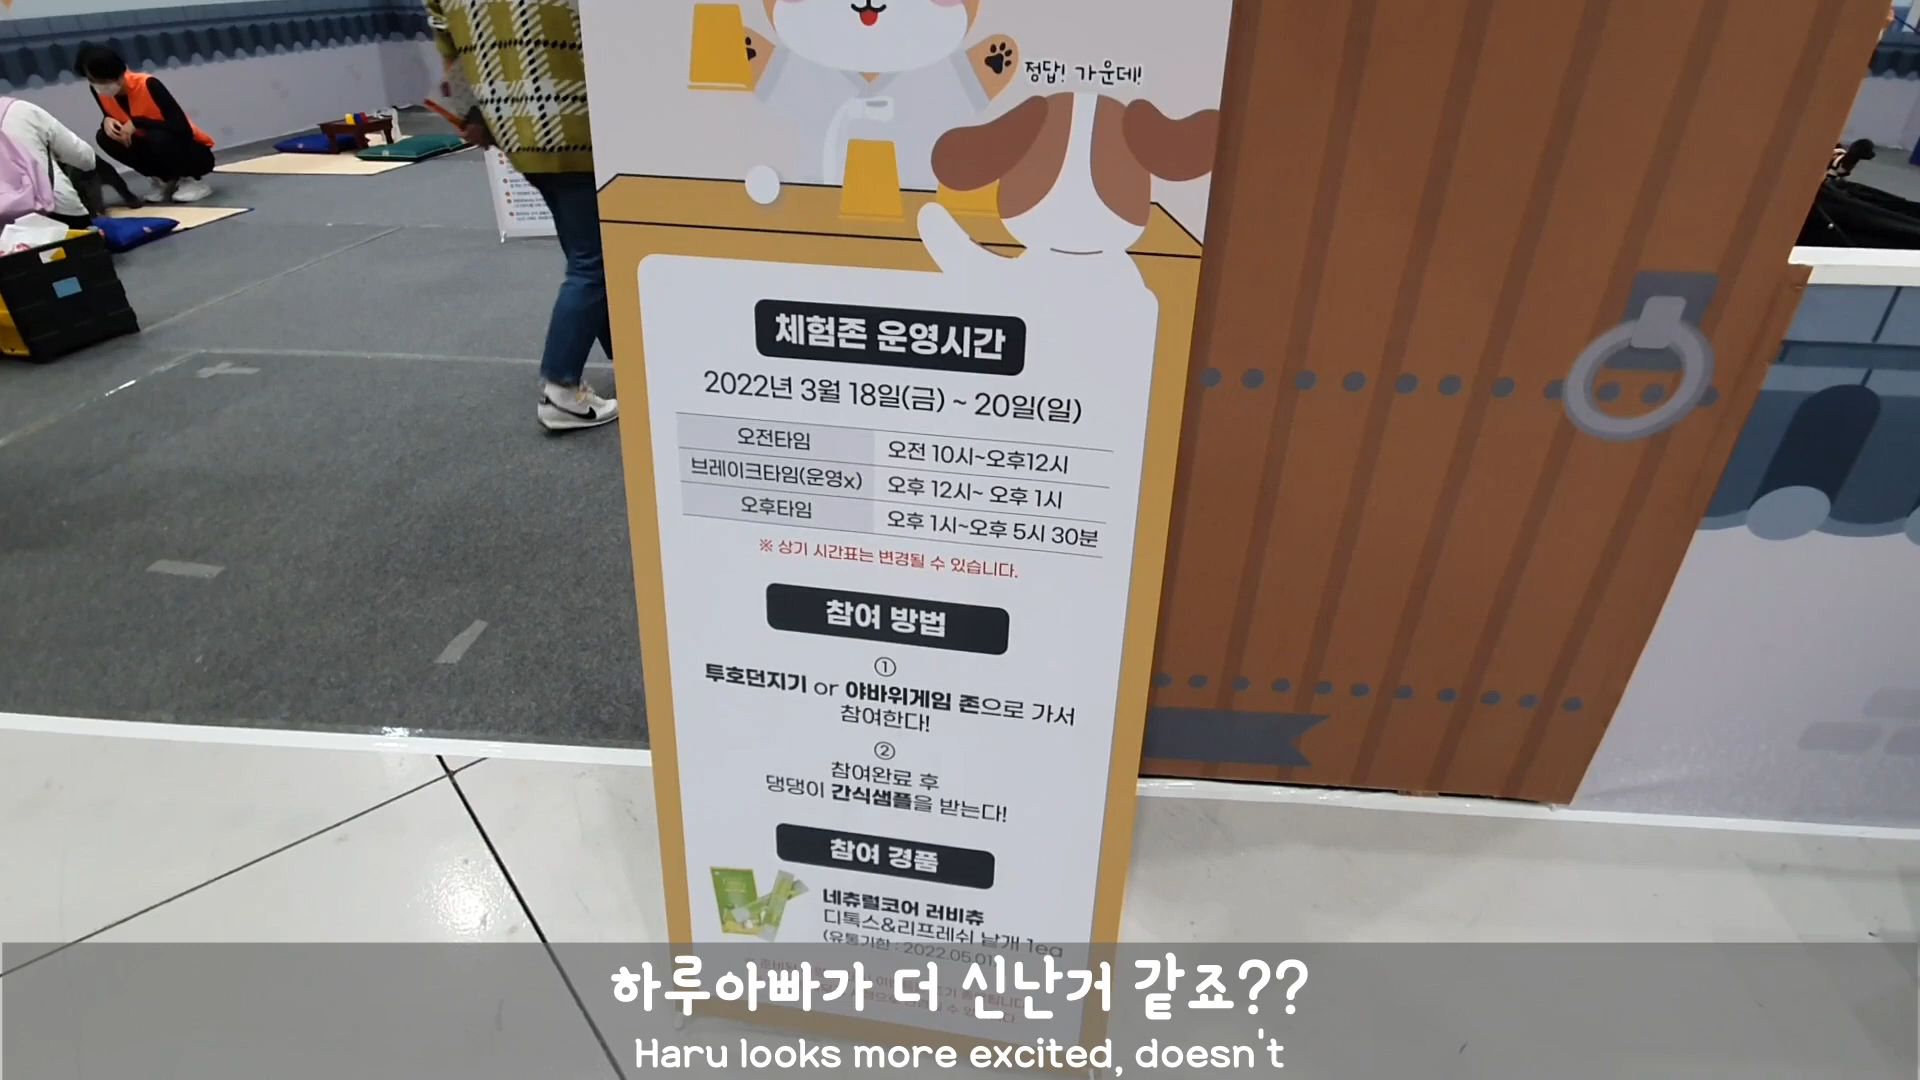 정답! 가운데!
체험존 운영시간
2022년 3월 18일(금) ~ 20일(일)
오전타임 오전 10시~오후12시
브레이크타임(운영x) 오후 12시~ 오후 1시
오후타임 오후 1시~오후 5시 30분
※ 상기 시간표는 변경될 수 있습니다.
참여 방법
①
투호던지기 or 야바위게임 존으로 가서
참여한다!
②
참여완료 후
댕댕이 간식샘플을 받는다!
참여 경품
네츄럴코어 러비츄
디톡스&리프레쉬 낱개 1ea
(유통기한 : 2022.05.01
하루아빠가 더 신난거 같죠??
Haru looks more excited, doesn't